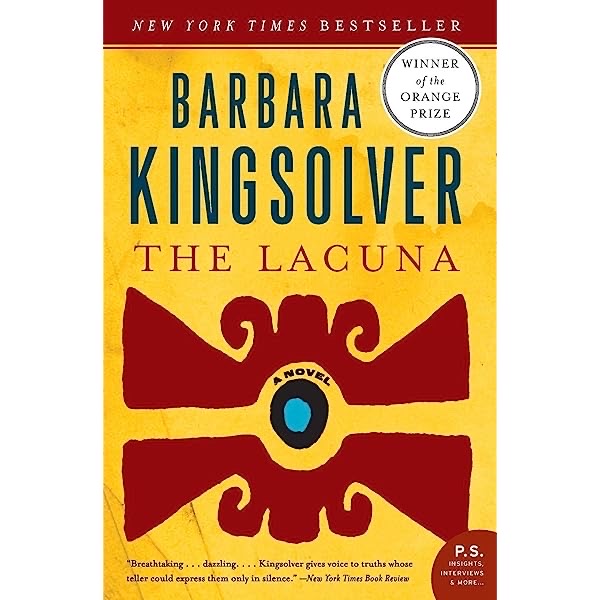 NEW YORK TIMES BESTSELLER
WINNER
of the
ORANGE
PRIZE
BARBARA
KINGSOLVER
THE LACUNA
A NOVEL
"Breathtaking . . . dazzling. . . . Kingsolver gives voice to truths whose
teller could express them only in silence." —New York Times Book Review
P.S.
INSIGHTS,
INTERVIEWS
& MORE...